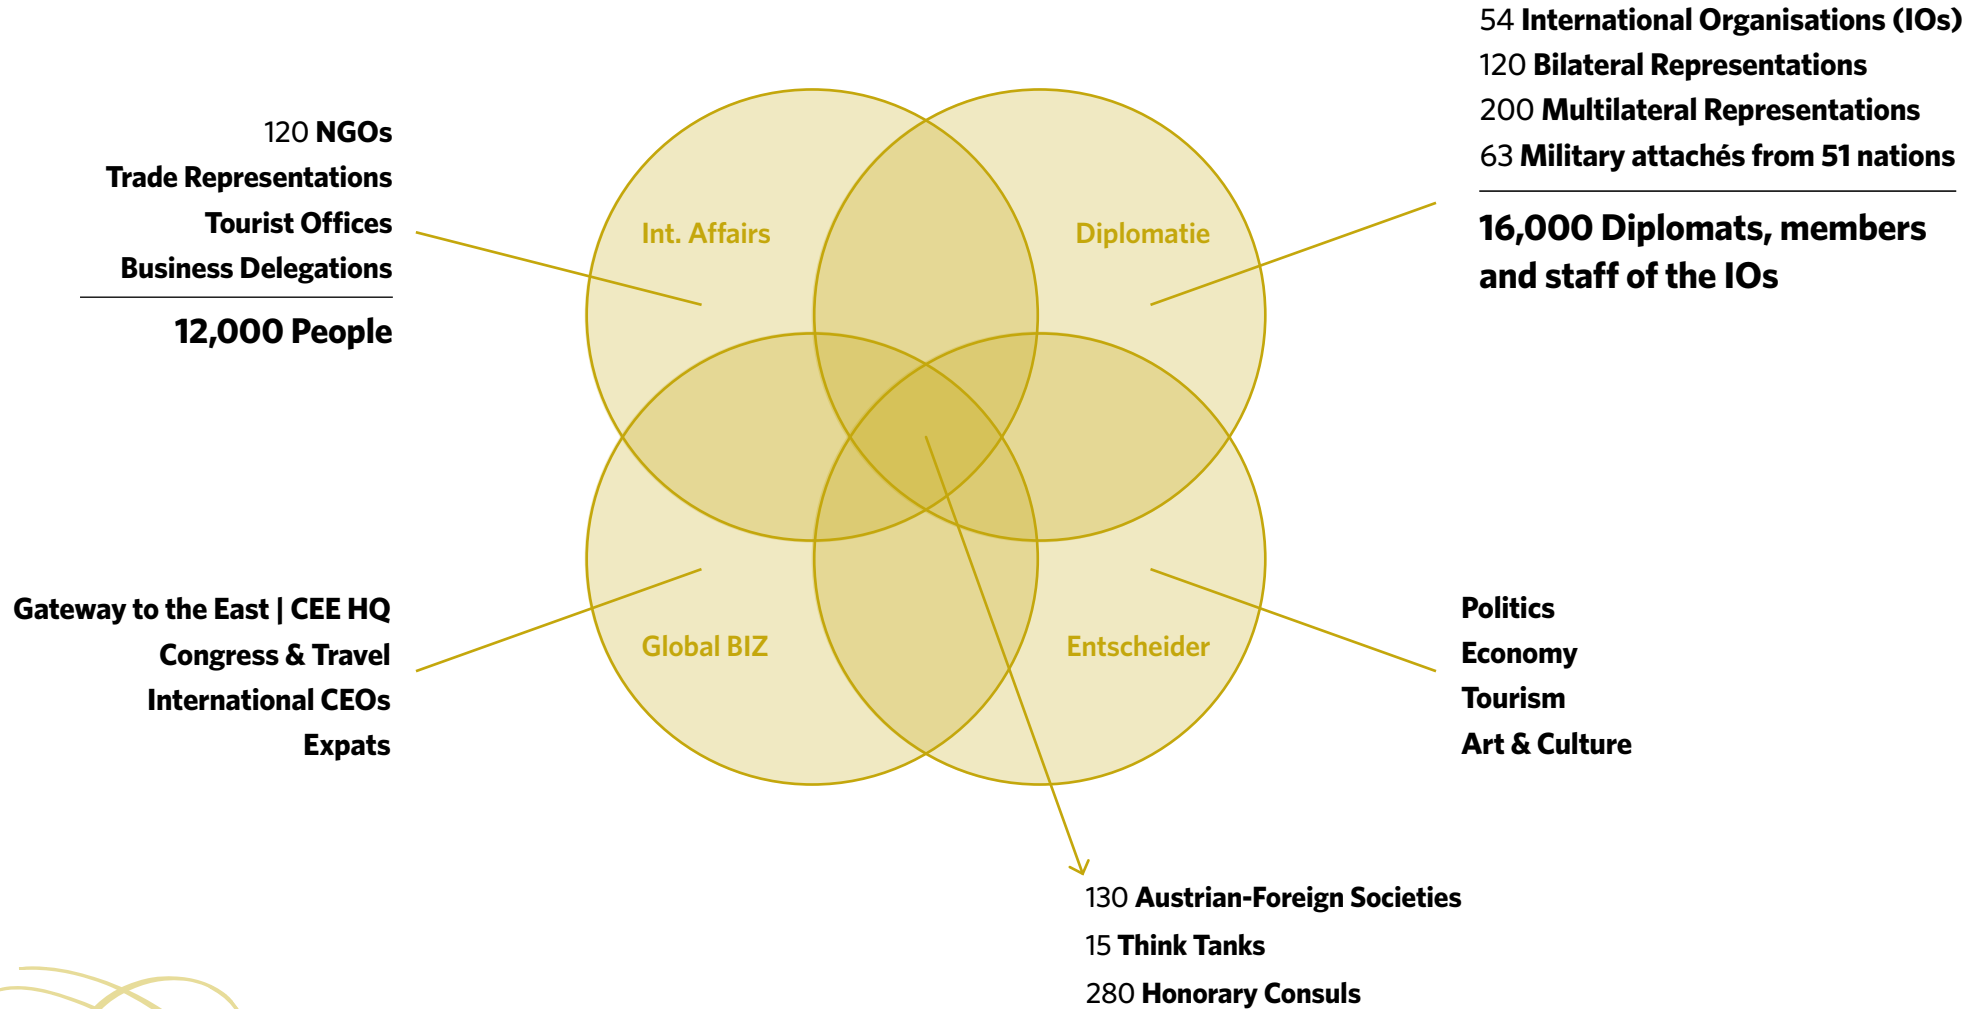 54 International Organisations (IOs)
120 Bilateral Representations
200 Multilateral Representations
63 Military attachés from 51 nations
16,000 Diplomats, members
and staff of the IOs
120 NGOs
Trade Representations
Tourist Offices
Business Delegations
12,000 People
Int. Affairs
Diplomatie
Global BIZ
Entscheider
Gateway to the East | CEE HQ
Congress & Travel
International CEOs
Expats
Politics
Economy
Tourism
Art & Culture
130 Austrian-Foreign Societies
15 Think Tanks
280 Honorary Consuls